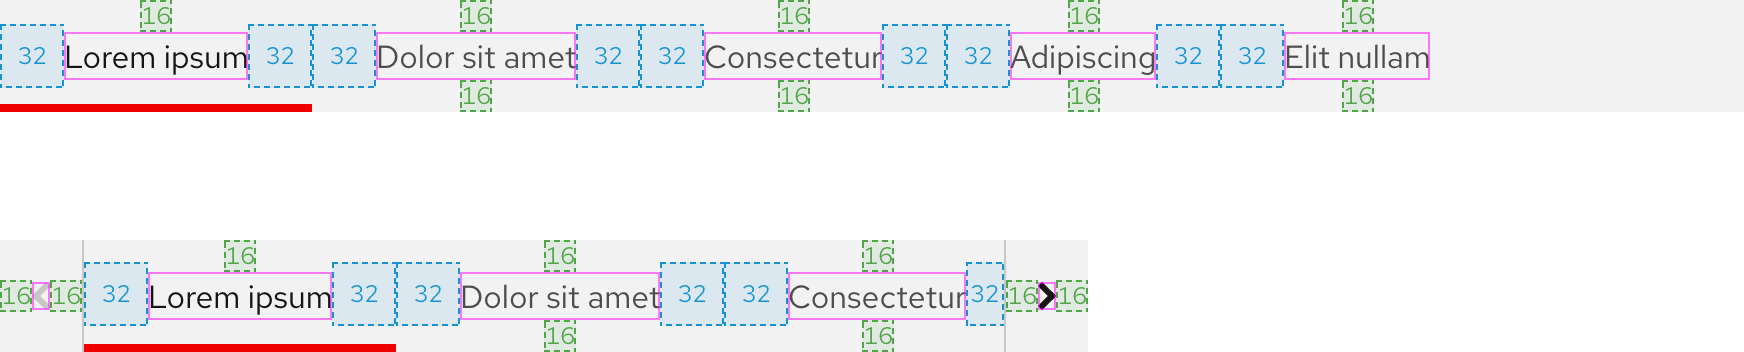 16 16 16 16 16
32 Lorem ipsum 32 32 Dolor sit amet 32 32 Consectetur 32 32 Adipiscing 32 32 Elit nullam
16 16 16 16
16 16 16
16 16 32 Lorem ipsum 32 32 Dolor sit amet 32 32 Consectetur 32 16 16
16 16